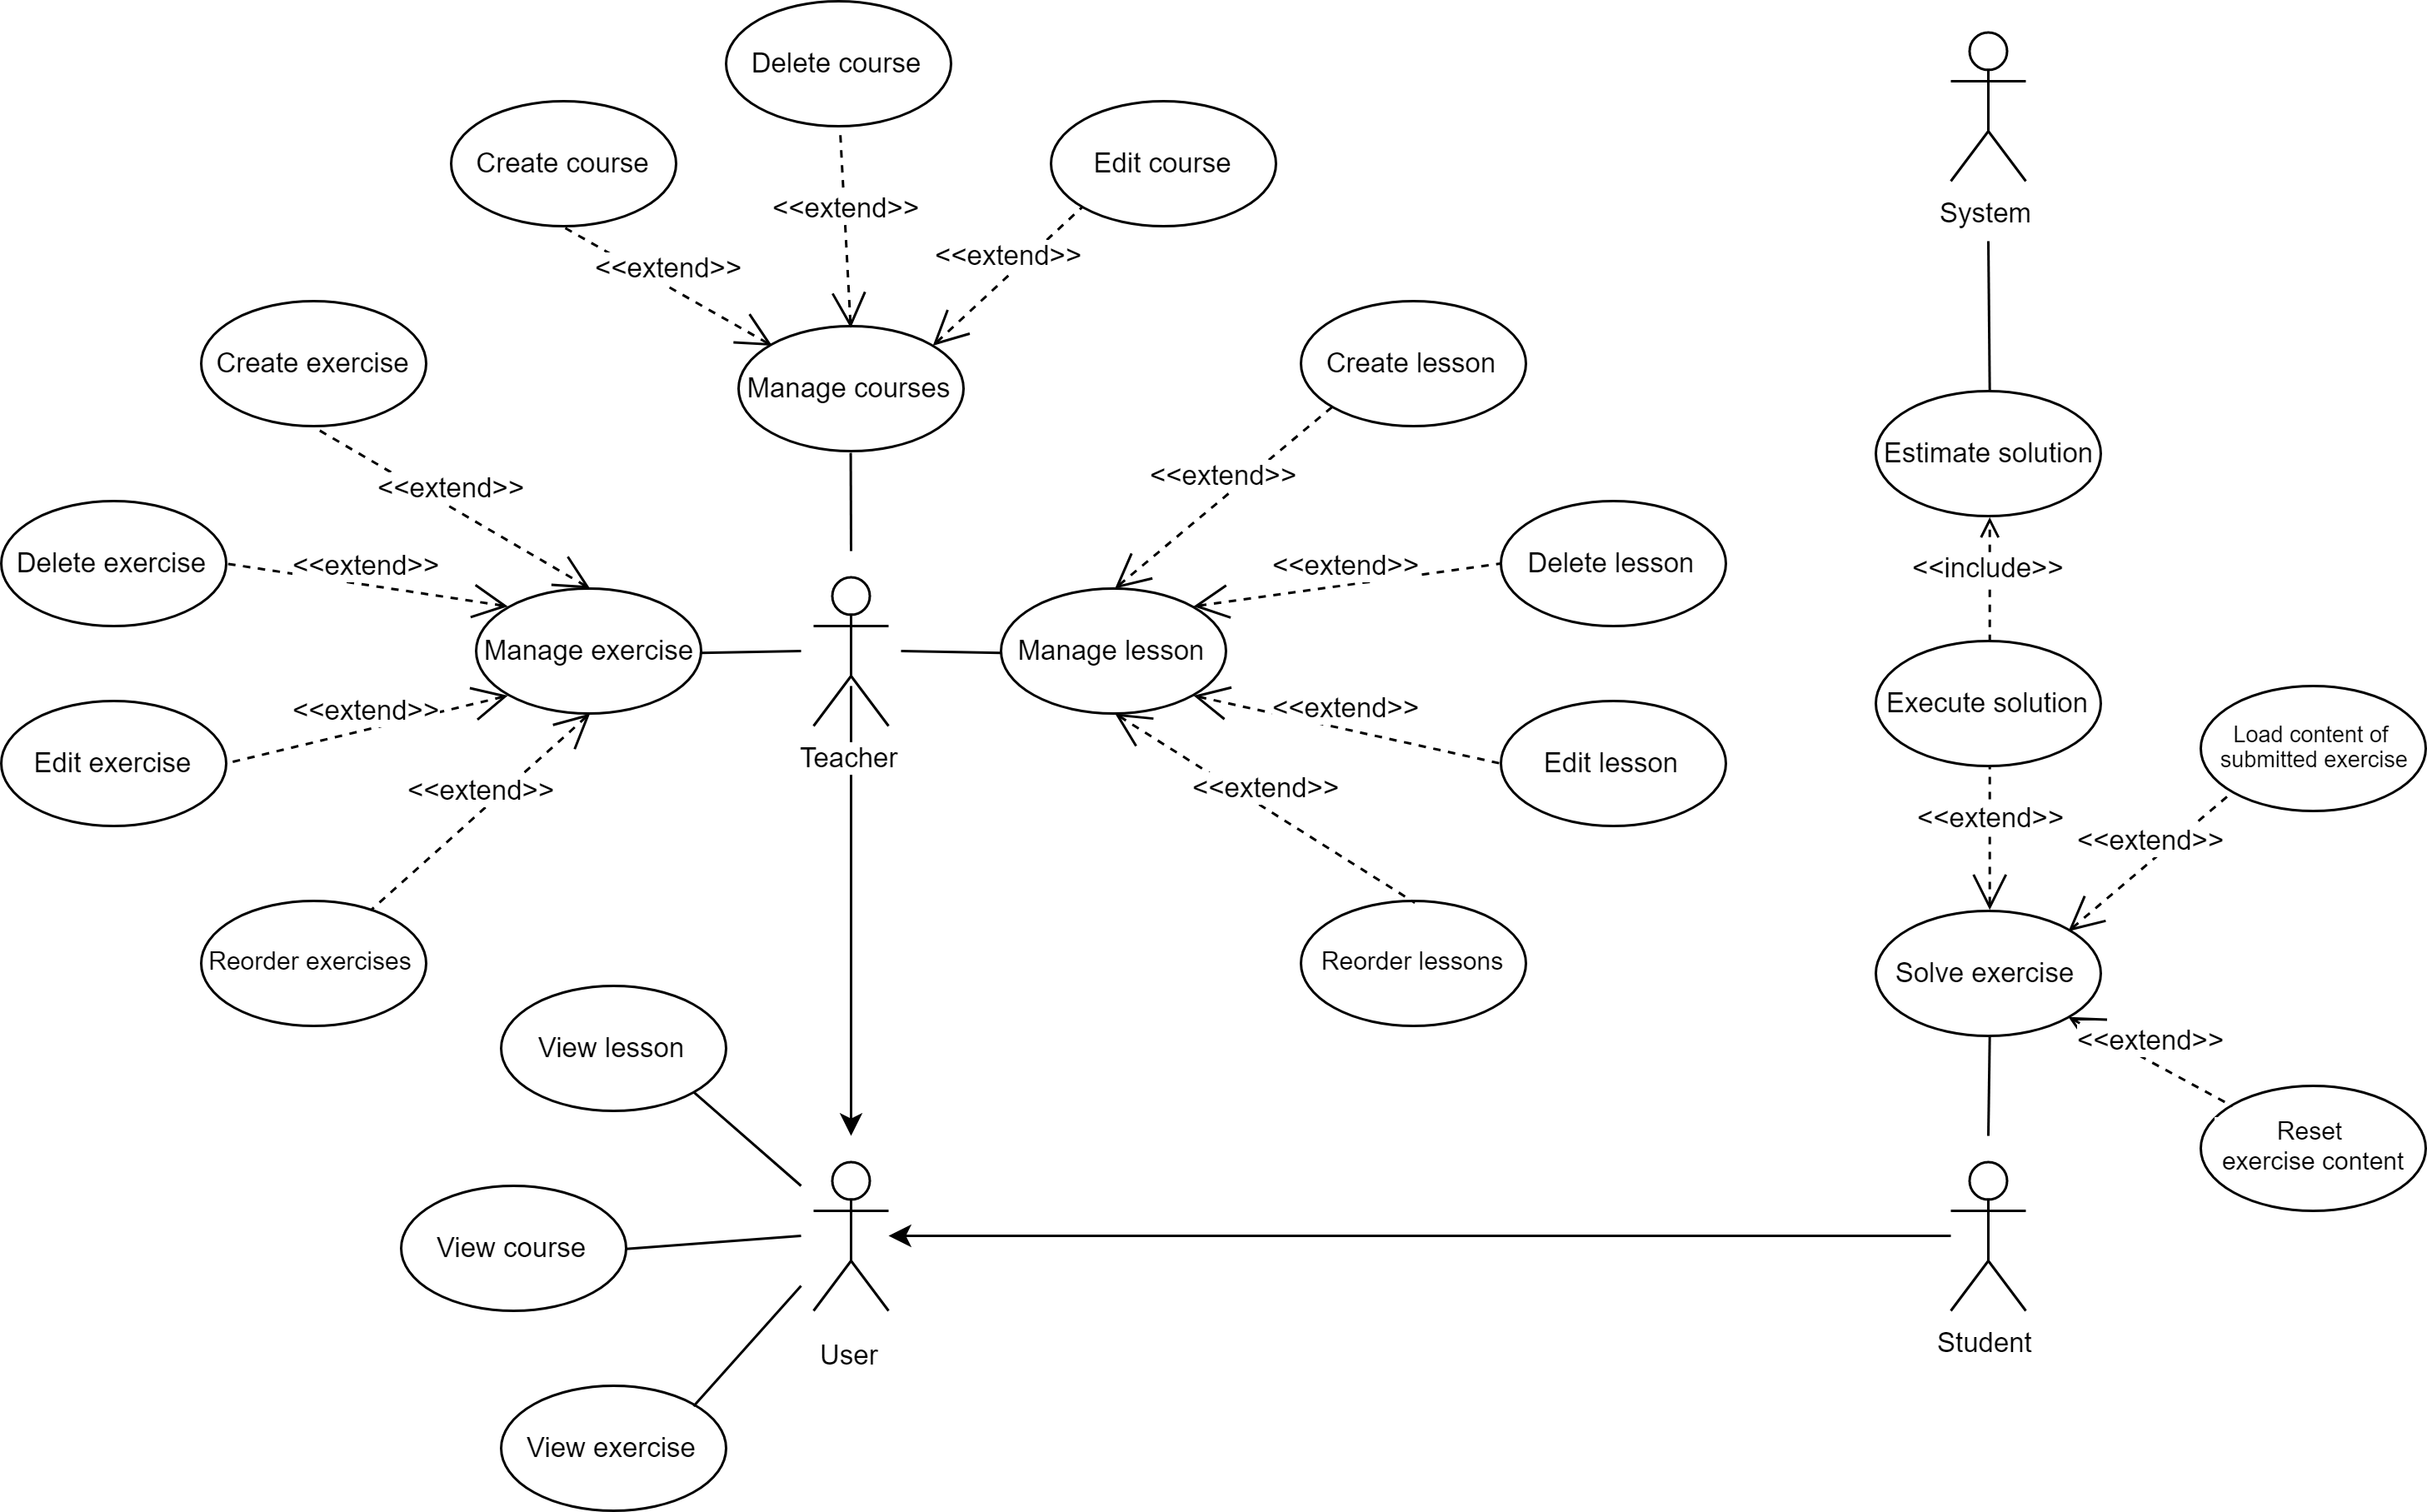 Delete course
Create course
Edit course
System
<<extend>>
<<extend>>
<<extend>>
Create exercise
Manage courses
Create lesson
Estimate solution
<<extend>>
<<extend>>
Delete exercise
<<extend>>
<<extend>>
Delete lesson
<<include>>
Manage exercise
Manage lesson
Execute solution
<<extend>>
<<extend>>
Load content of
submitted exercise
Edit exercise
Teacher
Edit lesson
<<extend>>
<<extend>>
<<extend>>
<<extend>>
Reorder exercises
Reorder lessons
Solve exercise
View lesson
<<extend>>
Reset
exercise content
View course
User
Student
View exercise